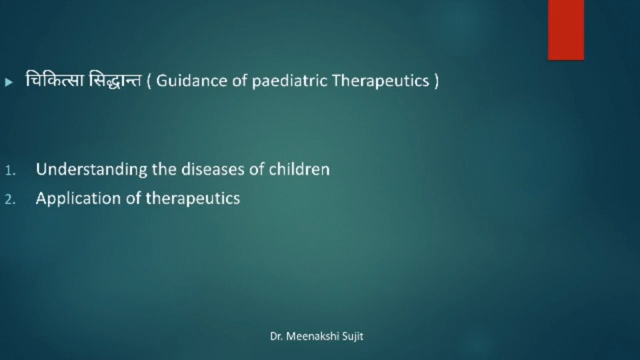 चिकित्सा सिद्धान्त ( Guidance of paediatric Therapeutics )
1. Understanding the diseases of children
2. Application of therapeutics
Dr. Meenakshi Sujit